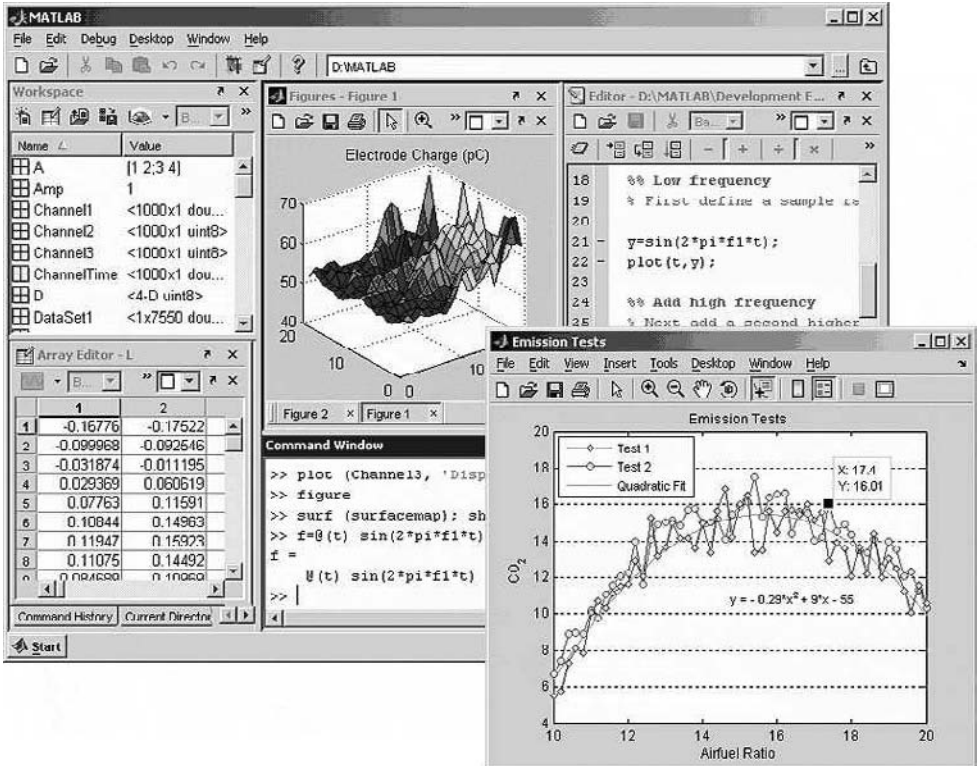 MATLAB
File Edit Debug Desktop Window Help
D:\MATLAB
...
Workspace
B...
»
Name Value
A [1 2;3 4]
Amp 1
Channel1 <1000x1 dou...
Channel2 <1000x1 uint8>
Channel3 <1000x1 uint8>
ChannelTime <1000x1 dou...
D <4-D uint8>
DataSet1 <1x7550 dou...
Array Editor - L
B...
»
1 2
1 -0.16776 -0.17522
2 -0.099968 -0.092546
3 -0.031874 -0.011195
4 0.029369 0.060619
5 0.07763 0.11591
6 0.10844 0.14963
7 0.11947 0.15923
8 0.11075 0.14492
9 0.084689 0.10969
Command History Current Director
Start
Figures - Figure 1
»
Electrode Charge (pC)
70
60
50
40
20
10
0 0
10
Figure 2 × Figure 1 ×
Command Window
>> plot (Channel3, 'Disp
>> figure
>> surf (surfacemap); sh
>> f=@(t) sin(2*pi*f1*t)
f =
@(t) sin(2*pi*f1*t)
>>
Editor - D:\MATLAB\Development E...
Ba...
»
− + ÷ ×
»
18 %% Low frequency
19 % First define a sample ra
20
21 - y=sin(2*pi*f1*t);
22 - plot(t,y);
23
24 %% Add high frequency
25 % Next add a second higher
Emission Tests
File Edit View Insert Tools Desktop Window Help
Emission Tests
Test 1
Test 2
Quadratic Fit
X: 17.4
Y: 16.01
y = - 0.29*x² + 9*x - 55
CO₂
20
18
16
14
12
10
8
6
4
10 12 14 16 18 20
Airfuel Ratio